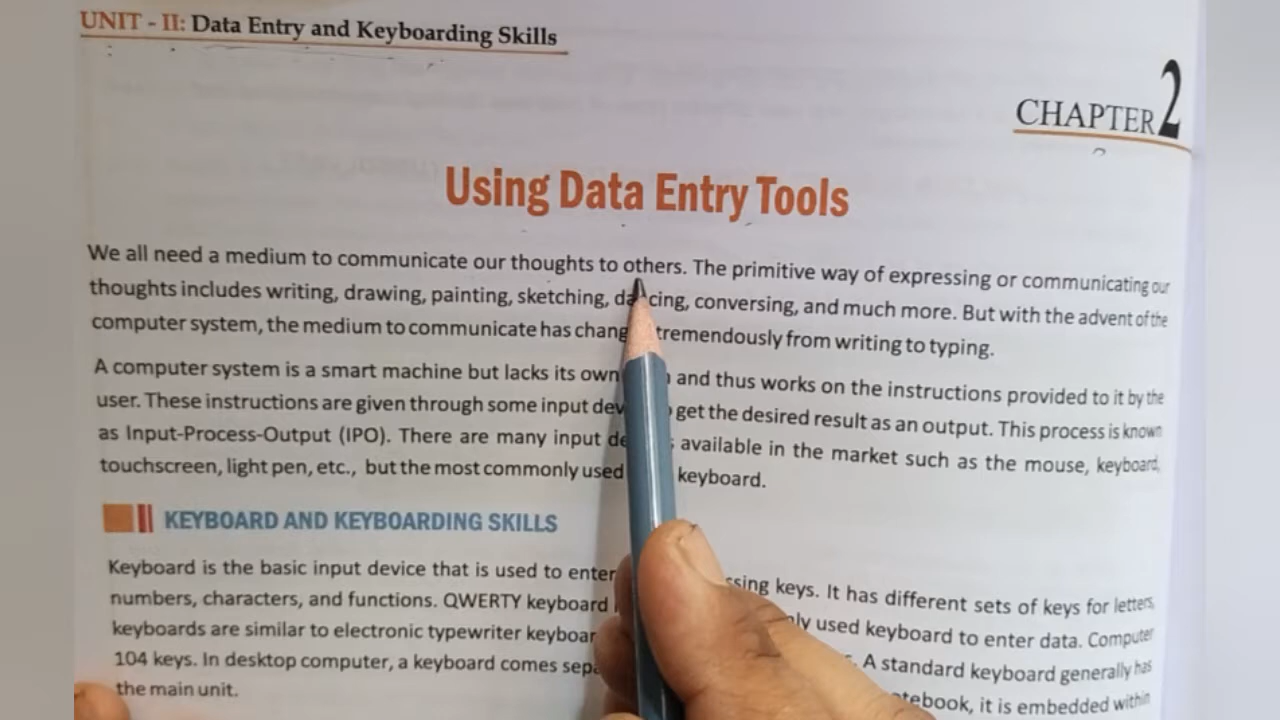 UNIT - II: Data Entry and Keyboarding Skills
CHAPTER 2
Using Data Entry Tools
We all need a medium to communicate our thoughts to others. The primitive way of expressing or communicating our
thoughts includes writing, drawing, painting, sketching, dancing, conversing, and much more. But with the advent of the
computer system, the medium to communicate has changed tremendously from writing to typing.
A computer system is a smart machine but lacks its own and thus works on the instructions provided to it by the
user. These instructions are given through some input get the desired result as an output. This process is known
as Input-Process-Output (IPO). There are many input available in the market such as the mouse, keyboard,
touchscreen, light pen, etc., but the most commonly used keyboard.
KEYBOARD AND KEYBOARDING SKILLS
Keyboard is the basic input device that is used to enter keys. It has different sets of keys for letters,
numbers, characters, and functions. QWERTY keyboard used keyboard to enter data. Computer
keyboards are similar to electronic typewriter A standard keyboard generally has
104 keys. In desktop computer, a keyboard comes it is embedded within
the main unit.